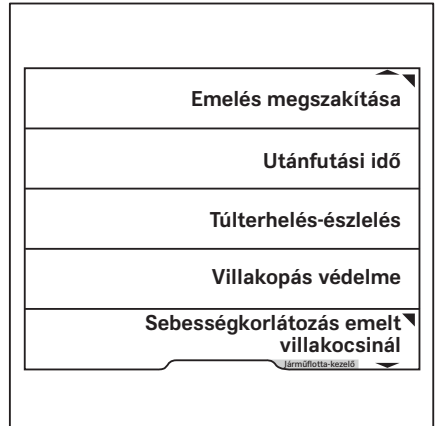 Emelés megszakítása
Utánfutási idő
Túlterhelés-észlelés
Villakopás védelme
Sebességkorlátozás emelt
villakocsinál
Járműflotta-kezelő